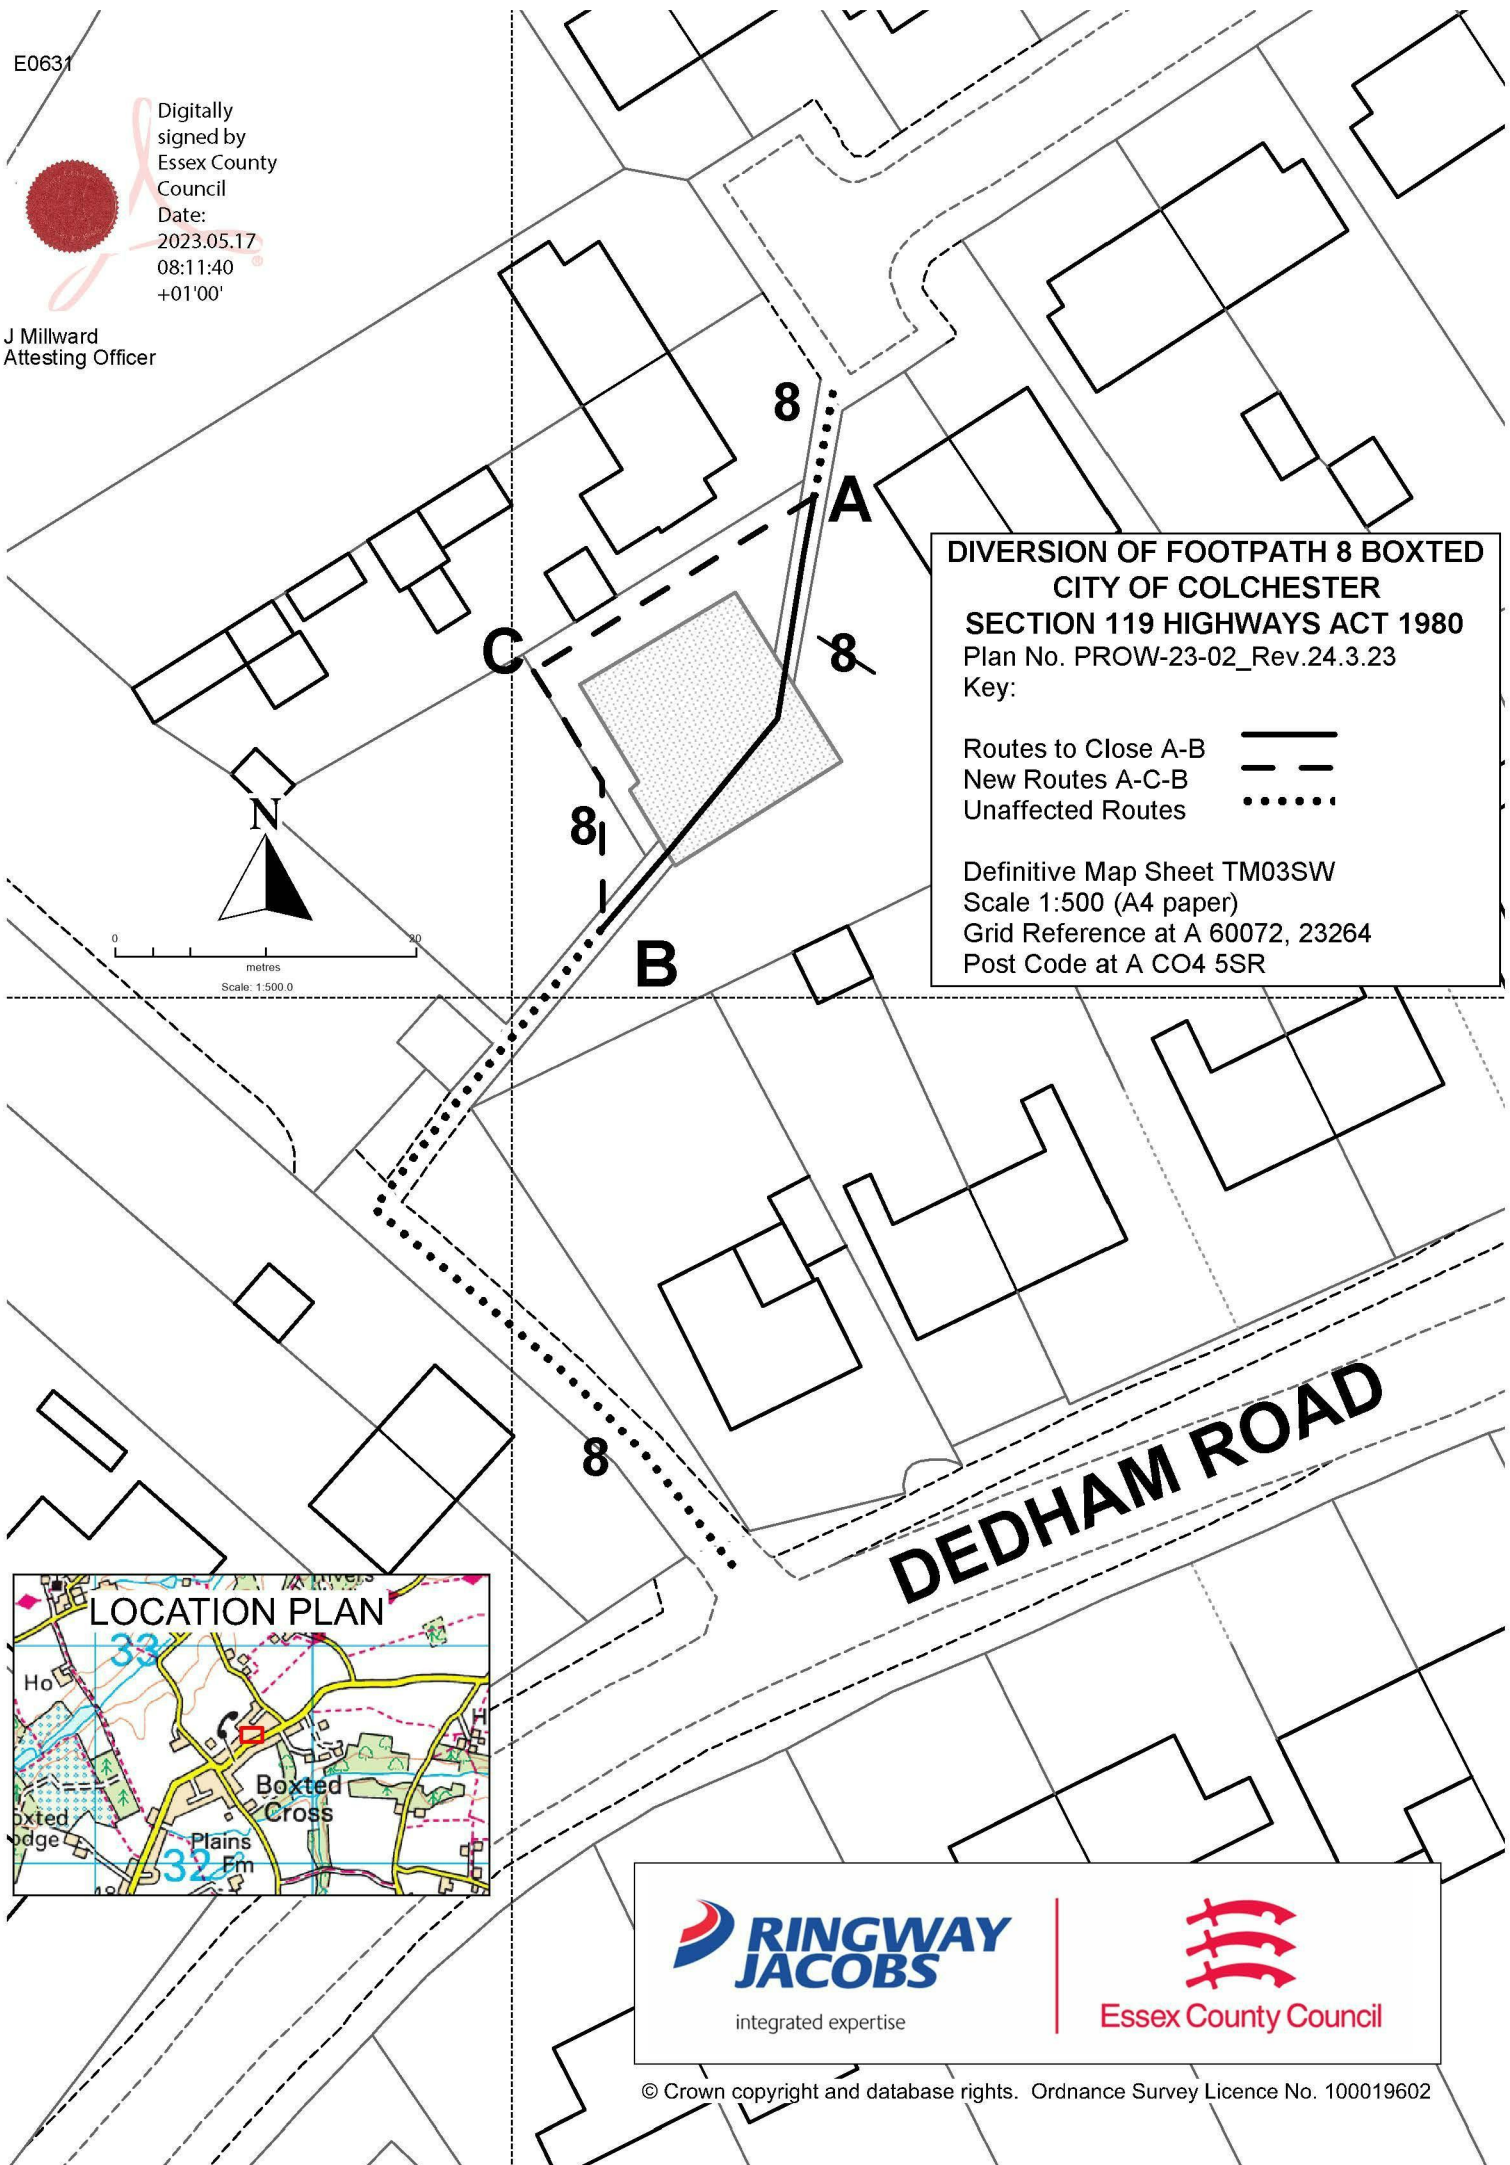 E0631
Digitally
signed by
Essex County
Council
Date:
2023.05.17
08:11:40
+01'00'
J Millward
Attesting Officer
8
A
DIVERSION OF FOOTPATH 8 BOXTED
CITY OF COLCHESTER
SECTION 119 HIGHWAYS ACT 1980
Plan No. PROW-23-02_Rev.24.3.23
Key:
Routes to Close A-B
New Routes A-C-B
Unaffected Routes
Definitive Map Sheet TM03SW
Scale 1:500 (A4 paper)
Grid Reference at A 60072, 23264
Post Code at A CO4 5SR
C
8
8
N
0 20
metres
Scale: 1:500.0
B
8
DEDHAM ROAD
LOCATION PLAN
33
Ho
Boxted
Cross
Plains
Fm
32
RINGWAY
JACOBS
integrated expertise
Essex County Council
© Crown copyright and database rights. Ordnance Survey Licence No. 100019602